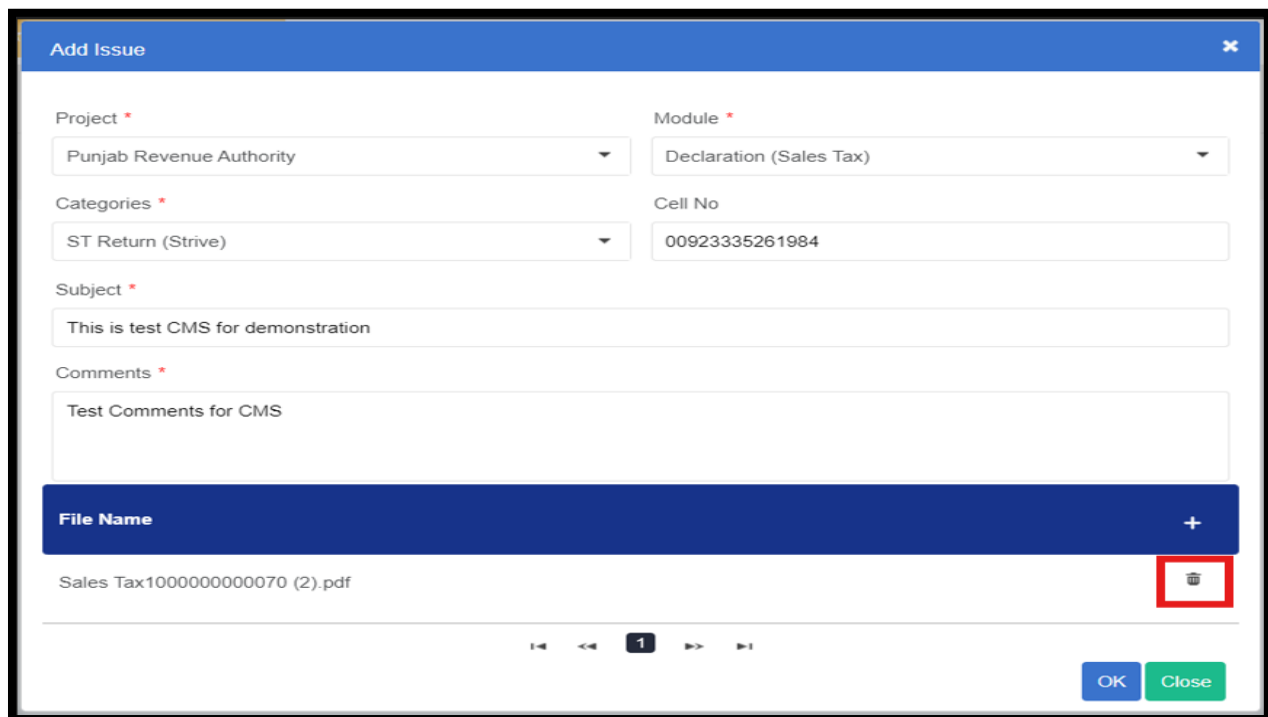 Add Issue
Project * Module *
Punjab Revenue Authority Declaration (Sales Tax)
Categories * Cell No
ST Return (Strive) 00923335261984
Subject *
This is test CMS for demonstration
Comments *
Test Comments for CMS
File Name +
Sales Tax1000000000070 (2).pdf
1
OK Close